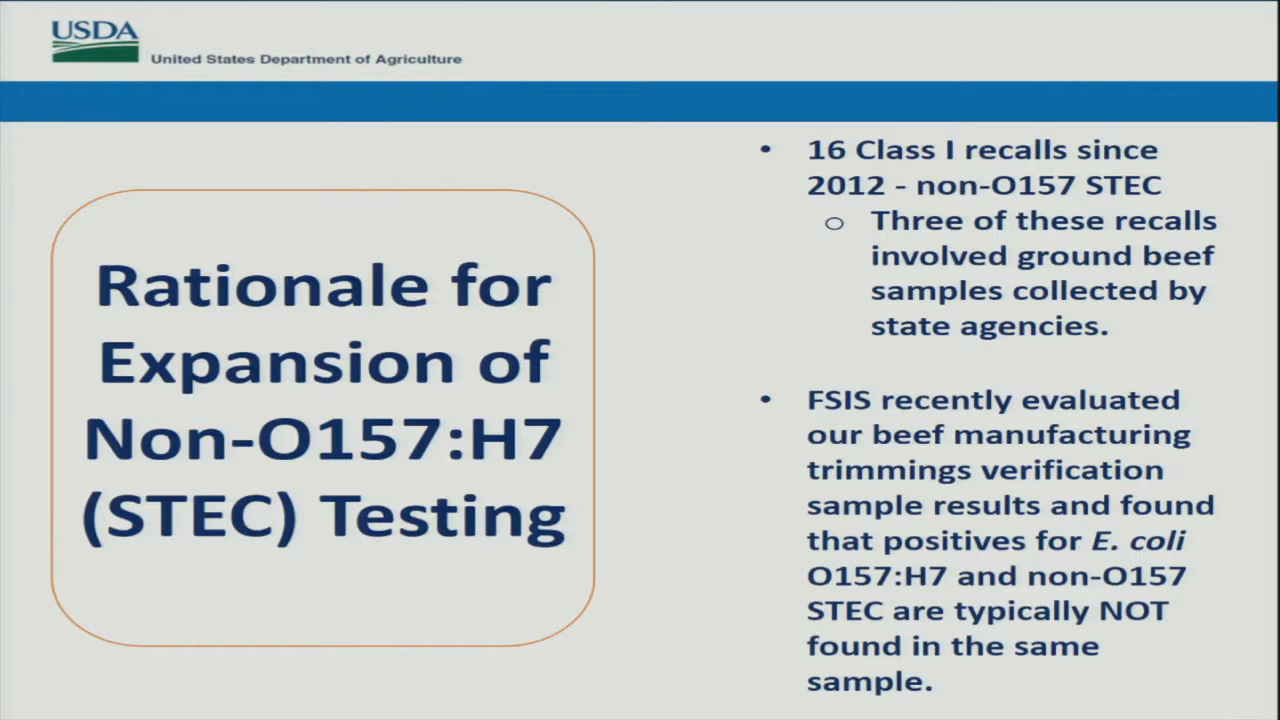 USDA
United States Department of Agriculture
Rationale for
Expansion of
Non-O157:H7
(STEC) Testing
• 16 Class I recalls since
2012 - non-O157 STEC
o Three of these recalls
involved ground beef
samples collected by
state agencies.
• FSIS recently evaluated
our beef manufacturing
trimmings verification
sample results and found
that positives for E. coli
O157:H7 and non-O157
STEC are typically NOT
found in the same
sample.